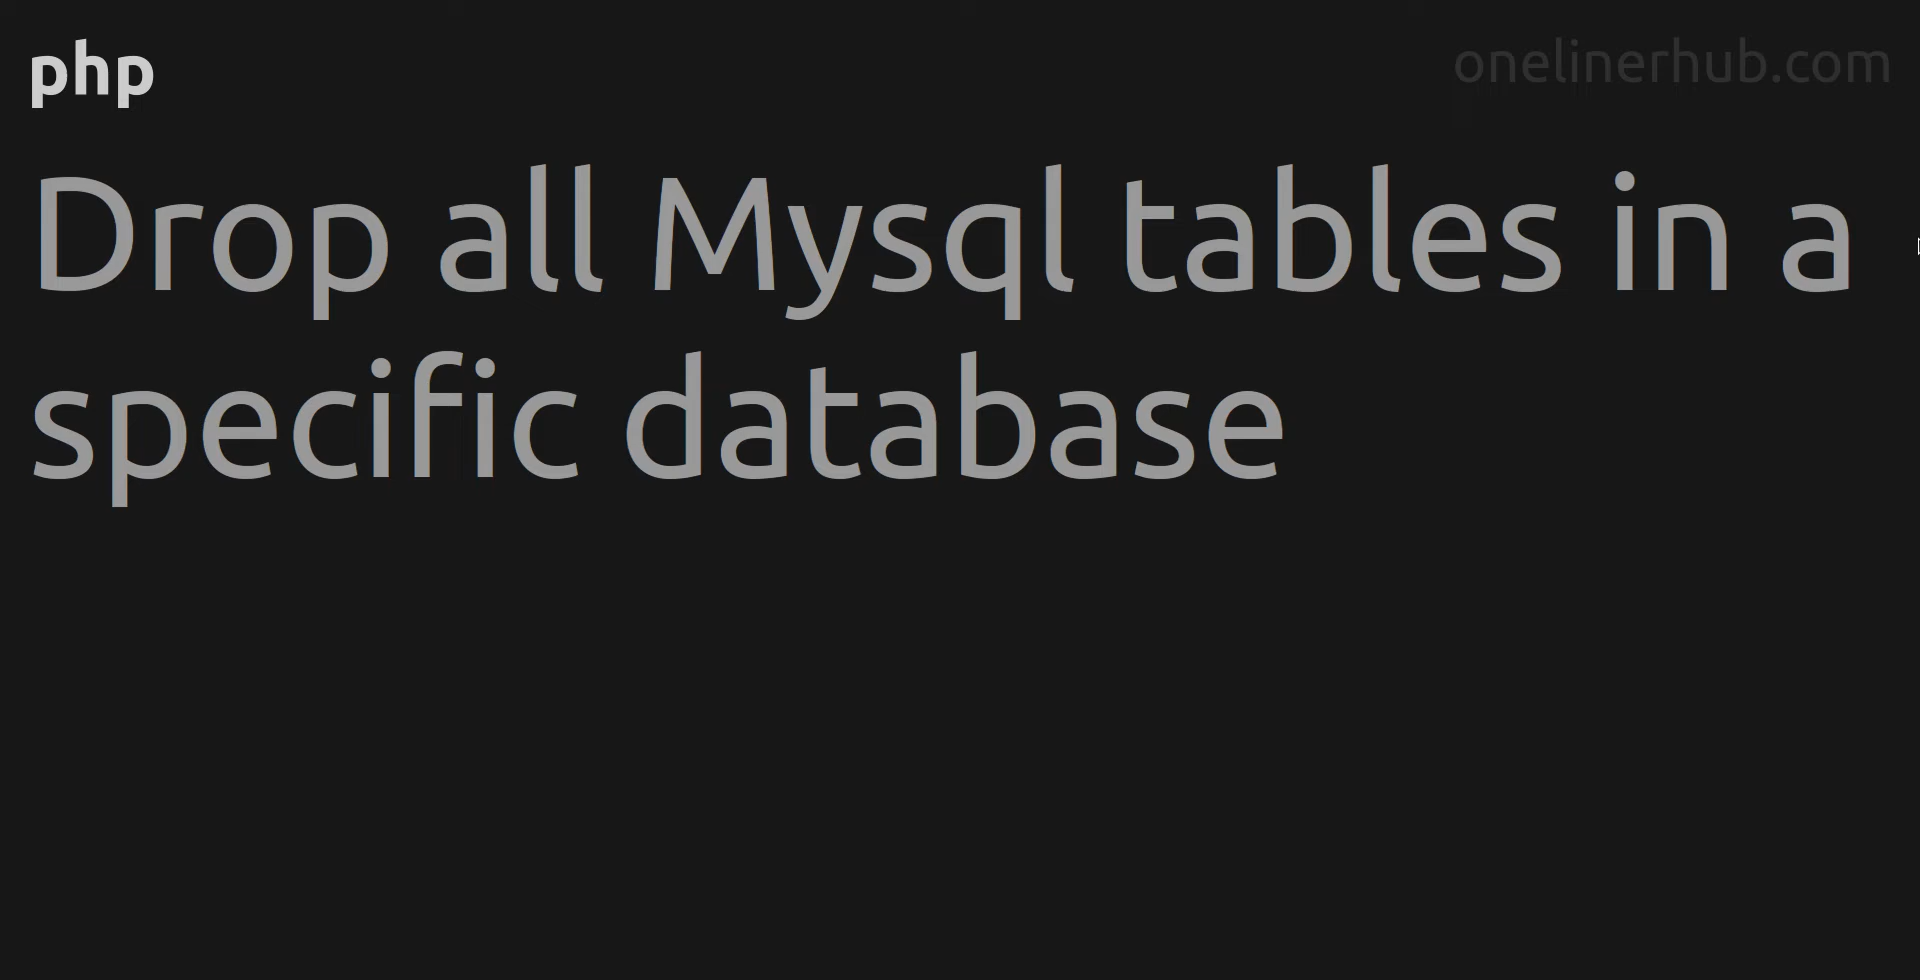 php
onelinerhub.com
Drop all Mysql tables in a
specific database